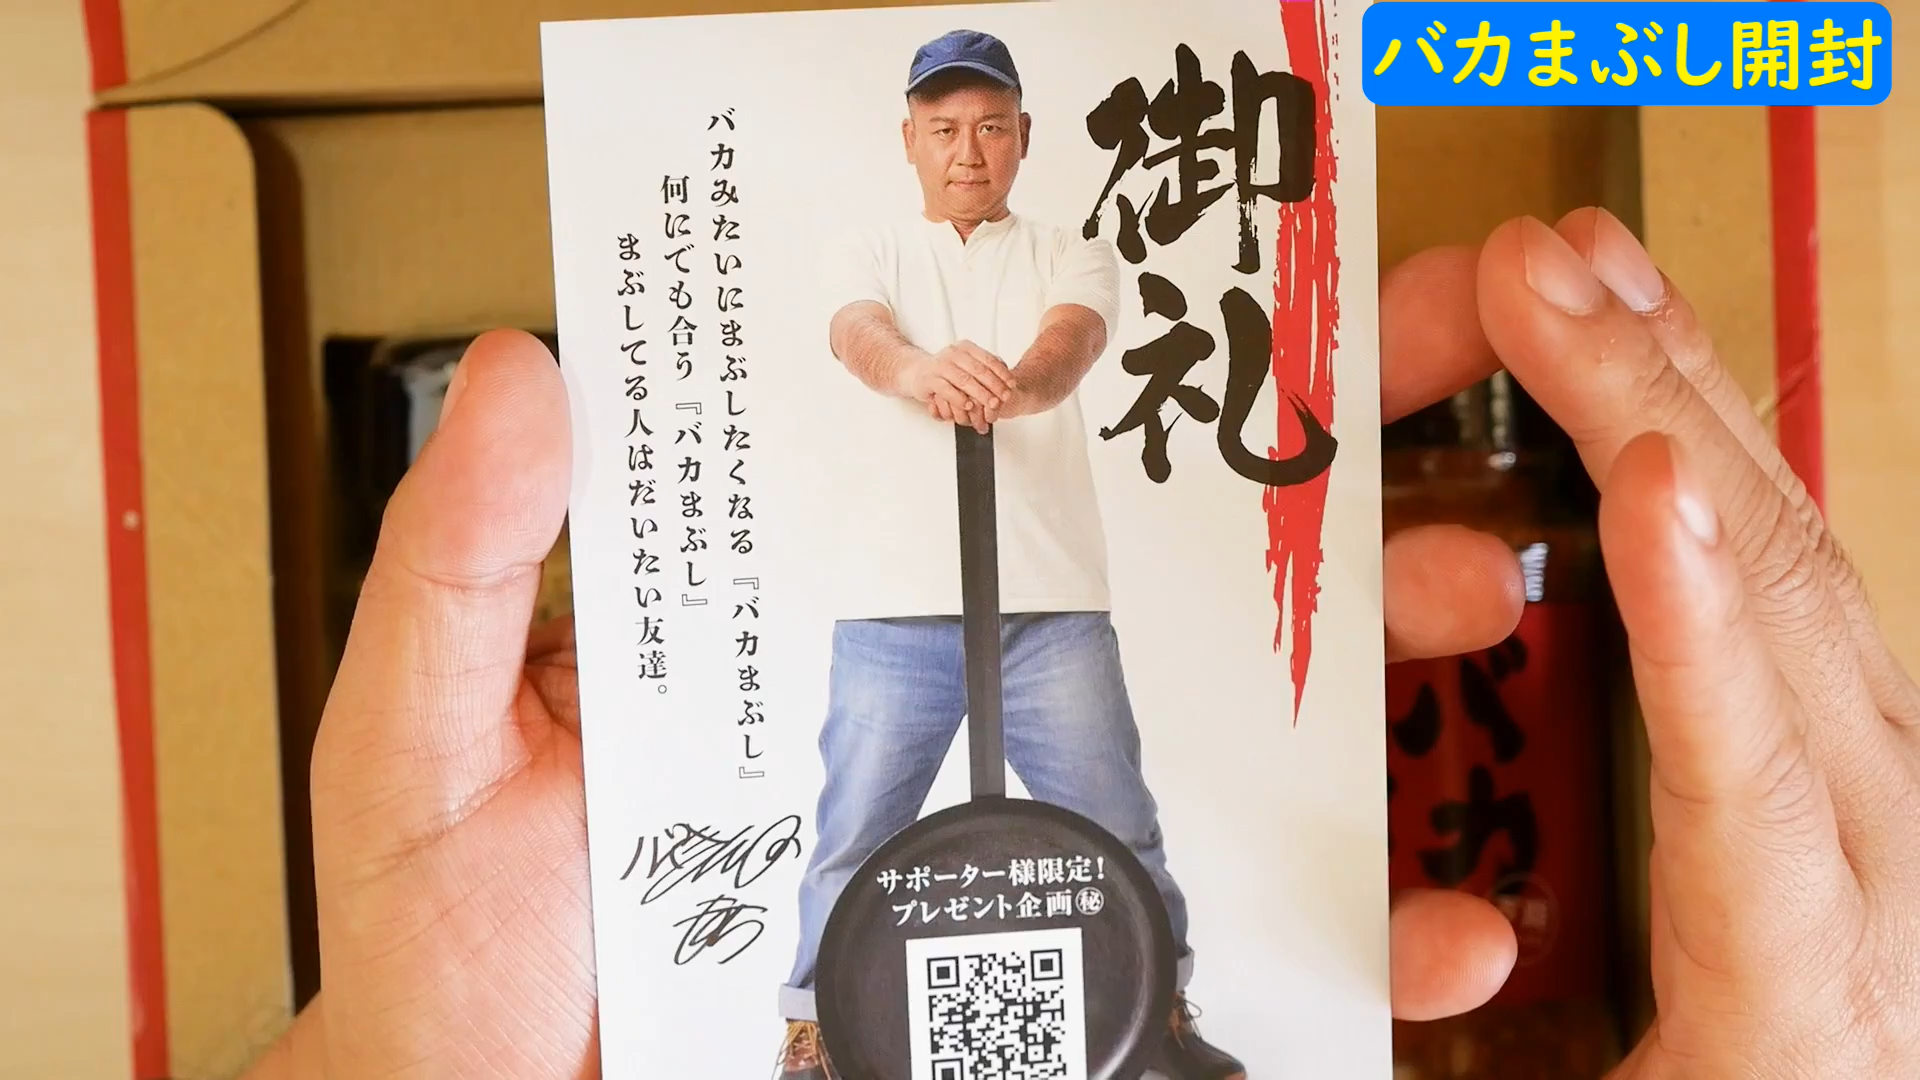 バカまぶし開封
御礼
バカみたいにまぶしたくなる『バカまぶし』
何にでも合う『バカまぶし』
まぶしてる人はだいたい友達。
サポーター様限定！
プレゼント企画㊙
バカ